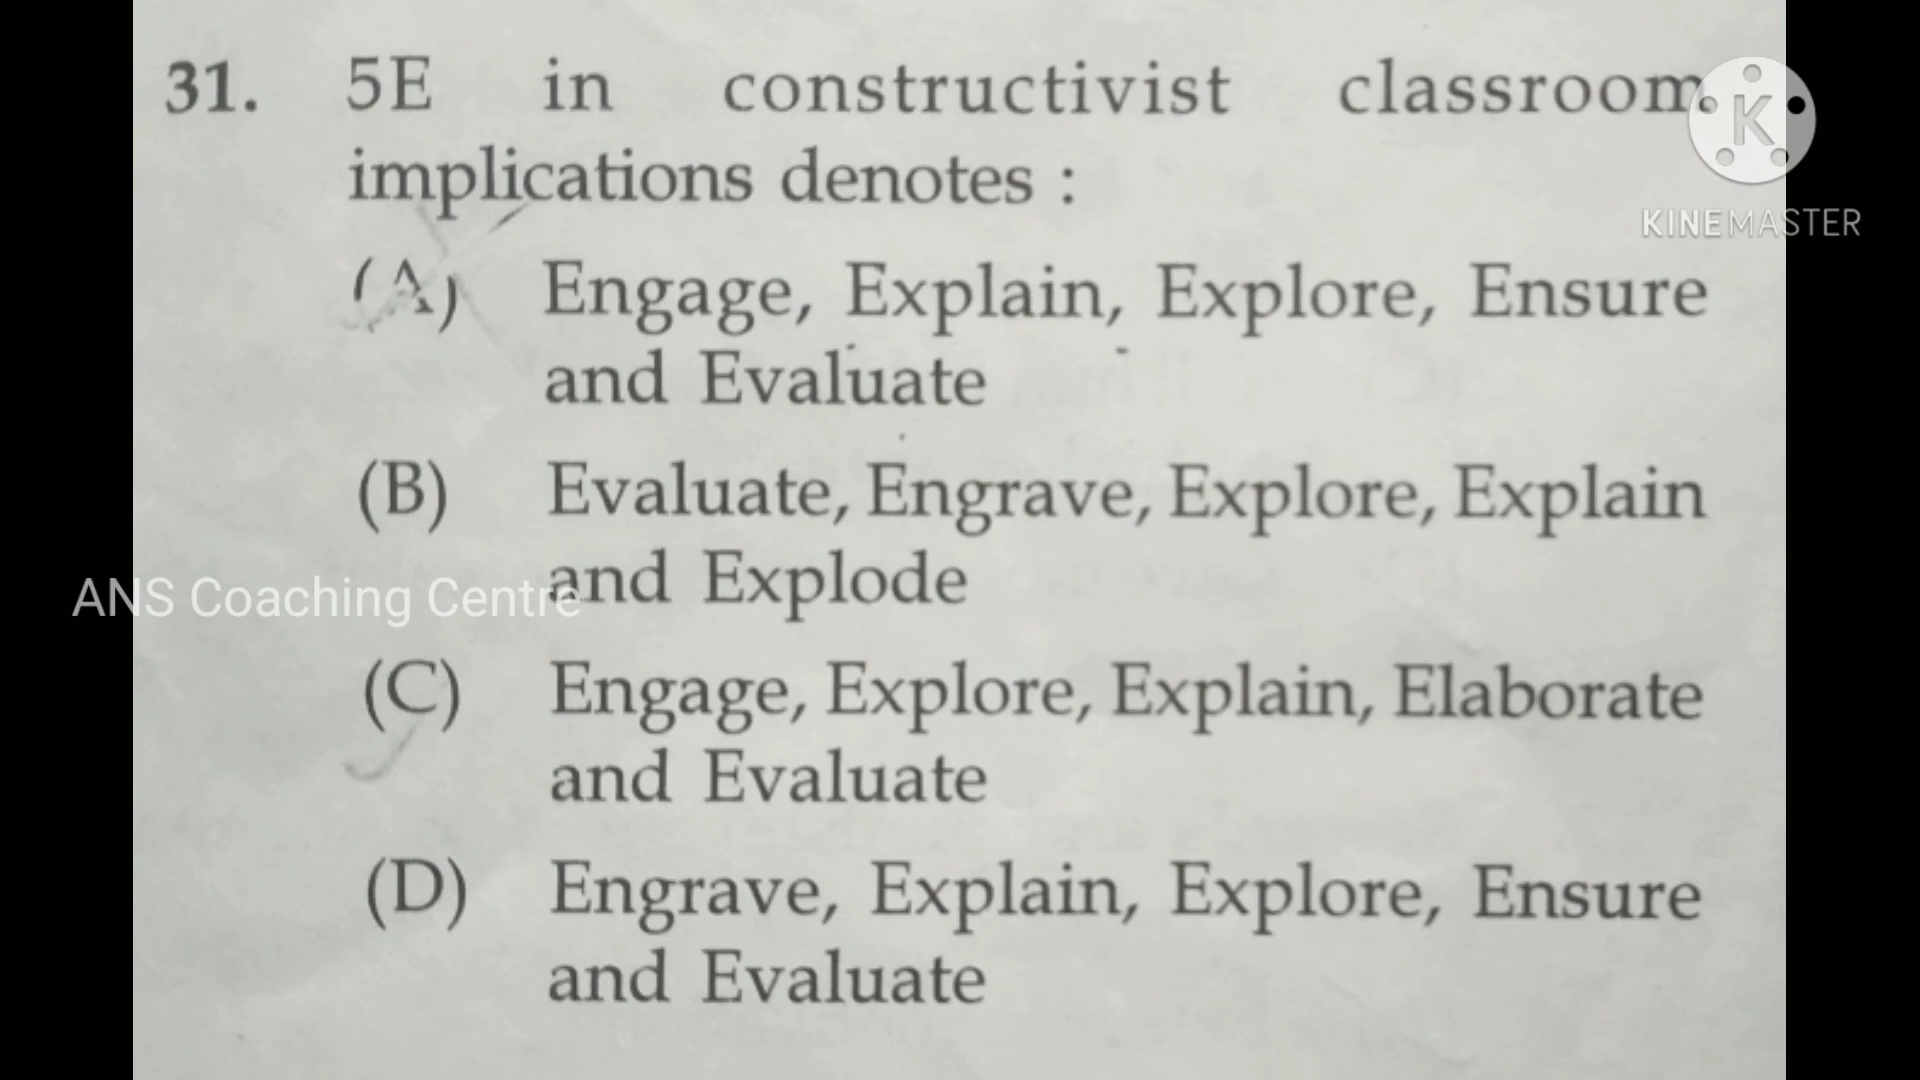 31. 5E in constructivist classroom
implications denotes :
(A) Engage, Explain, Explore, Ensure
and Evaluate
(B) Evaluate, Engrave, Explore, Explain
and Explode
(C) Engage, Explore, Explain, Elaborate
and Evaluate
(D) Engrave, Explain, Explore, Ensure
and Evaluate
K
KINEMASTER
ANS Coaching Centre